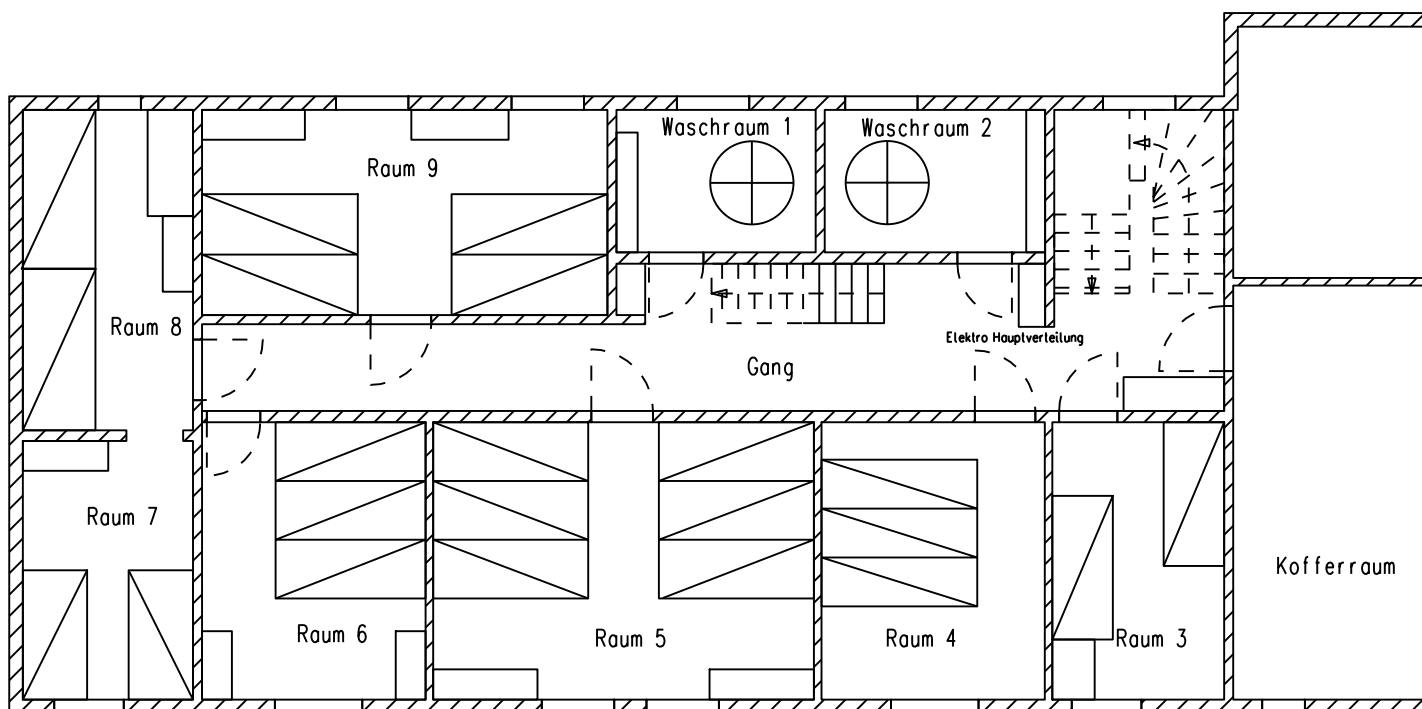 Waschraum 1
Waschraum 2
Raum 9
Raum 8
Elektro Hauptverteilung
Gang
Raum 7
Kofferraum
Raum 6
Raum 5
Raum 4
Raum 3